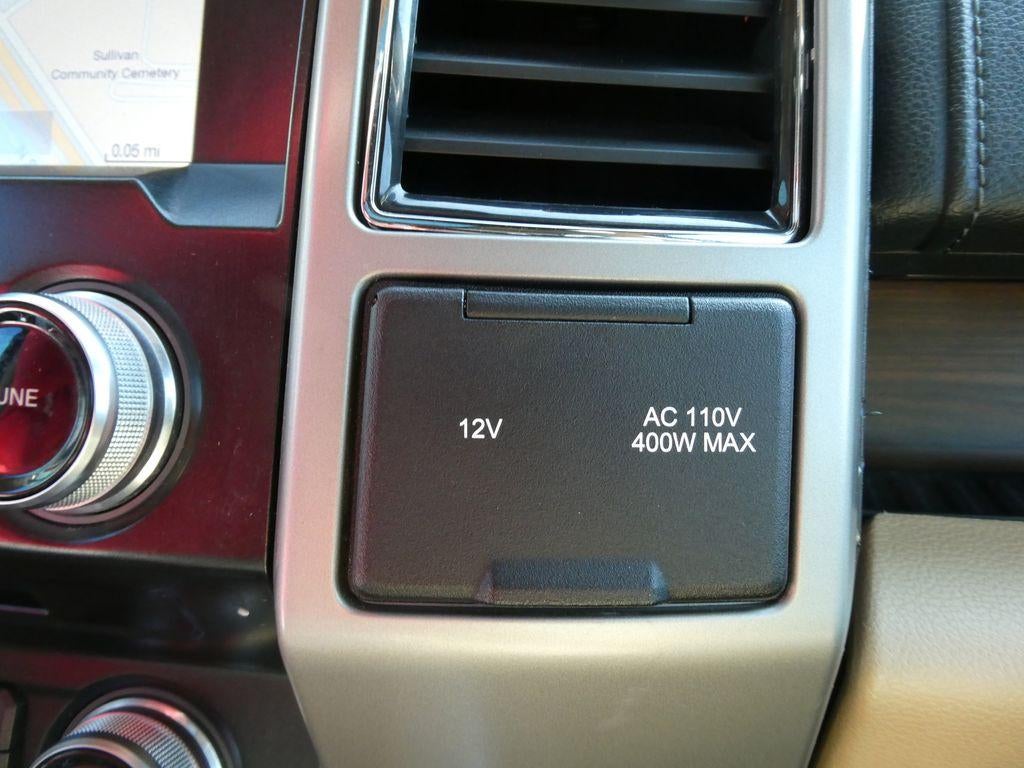 Sullivan
Community Cemetery
0.05 mi
UNE
12V
AC 110V
400W MAX